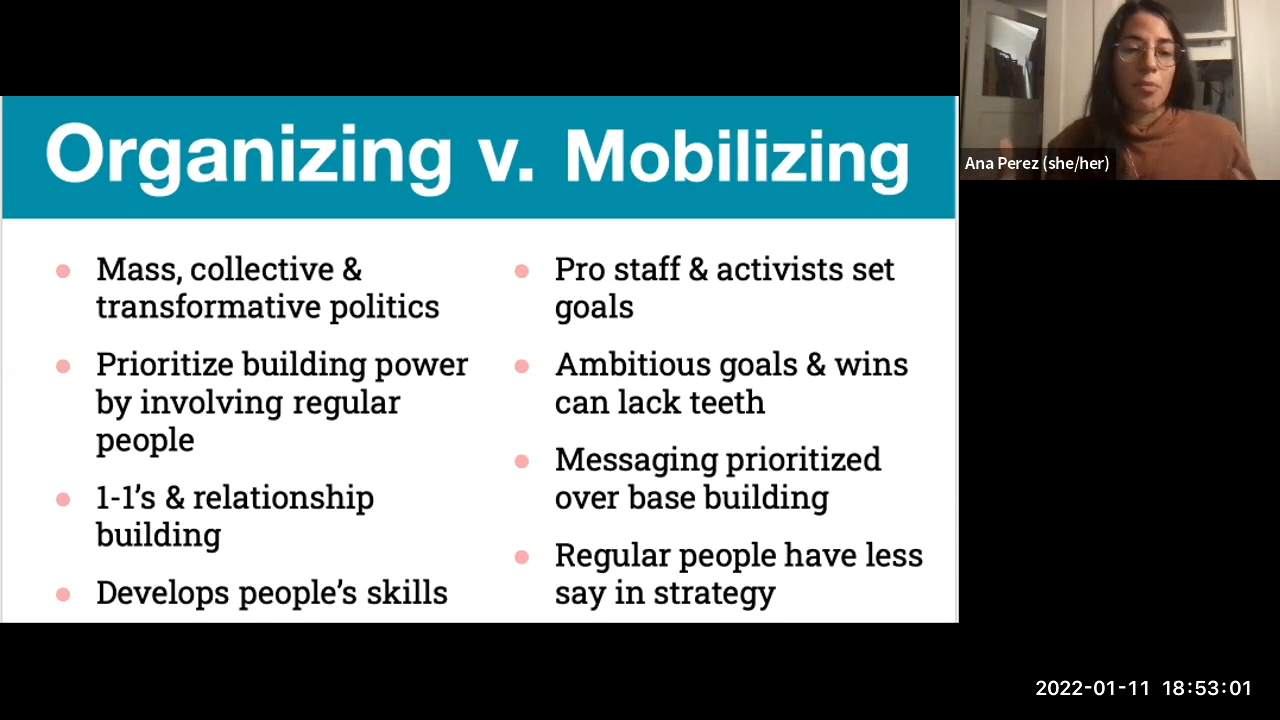 Organizing v. Mobilizing
Mass, collective &
transformative politics
Prioritize building power
by involving regular
people
1-1’s & relationship
building
Develops people’s skills
Pro staff & activists set
goals
Ambitious goals & wins
can lack teeth
Messaging prioritized
over base building
Regular people have less
say in strategy
Ana Perez (she/her)
2022-01-11 18:53:01